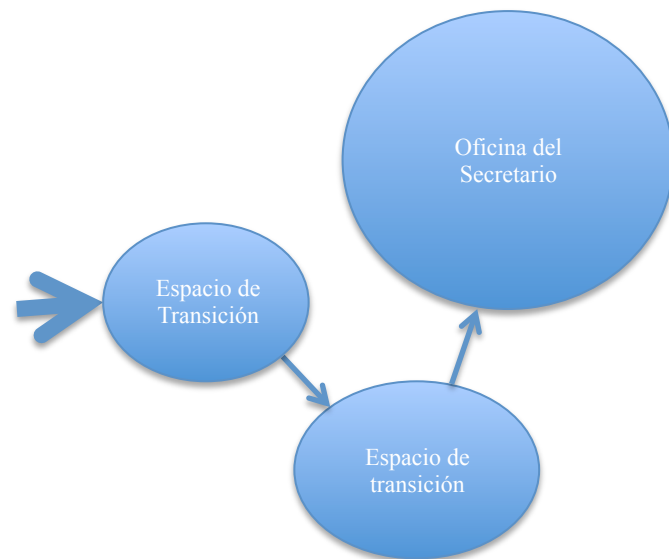 Oficina del
Secretario
Espacio de
Transición
Espacio de
transición